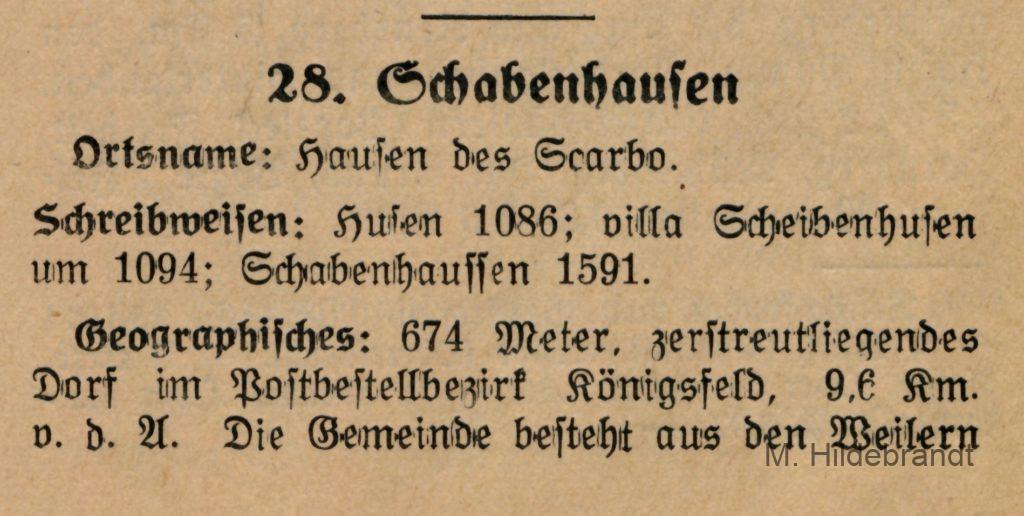 28. Schabenhausen
Ortsname: Hausen des Scarbo.
Schreibweisen: Husen 1086; villa Scheibenhusen
um 1094; Schabenhaussen 1591.
Geographisches: 674 Meter, zerstreutliegendes
Dorf im Postbestellbezirk Königsfeld, 9,6 Km.
v. d. A. Die Gemeinde besteht aus den Weilern
M. Hildebrandt